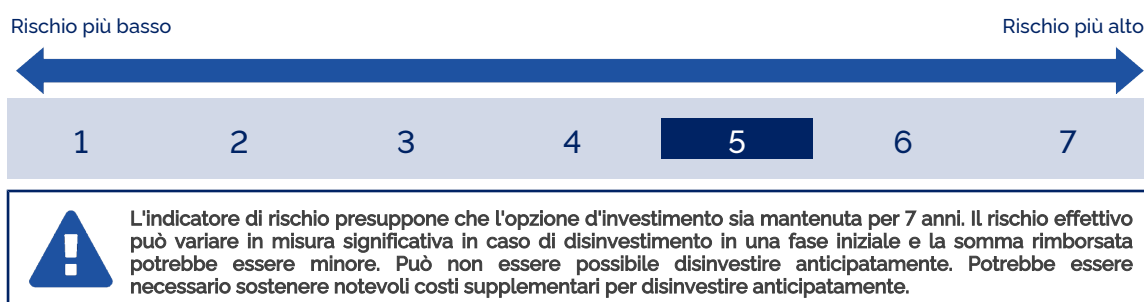 Rischio più basso Rischio più alto
1 2 3 4 5 6 7
L'indicatore di rischio presuppone che l'opzione d'investimento sia mantenuta per 7 anni. Il rischio effettivo
può variare in misura significativa in caso di disinvestimento in una fase iniziale e la somma rimborsata
potrebbe essere minore. Può non essere possibile disinvestire anticipatamente. Potrebbe essere
necessario sostenere notevoli costi supplementari per disinvestire anticipatamente.